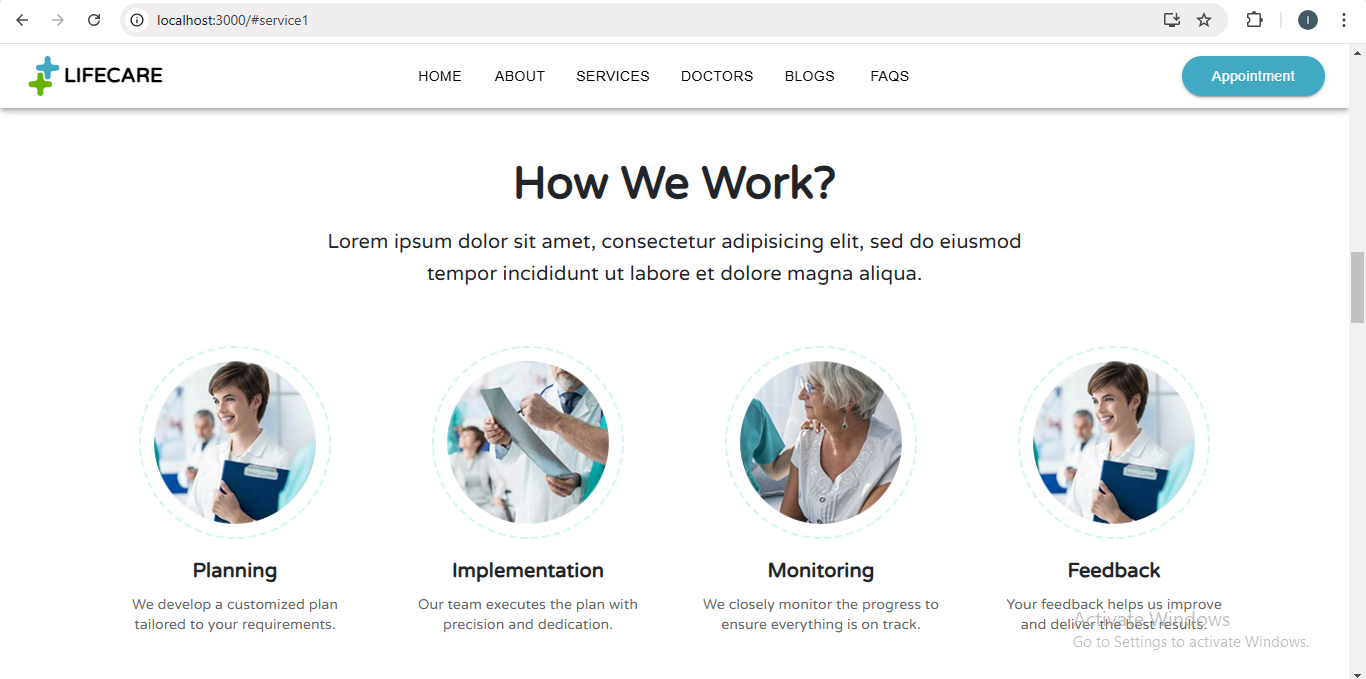 localhost:3000/#service1
I
LIFECARE
HOME ABOUT SERVICES DOCTORS BLOGS FAQS
Appointment
How We Work?
Lorem ipsum dolor sit amet, consectetur adipisicing elit, sed do eiusmod
tempor incididunt ut labore et dolore magna aliqua.
Planning
We develop a customized plan
tailored to your requirements.
Implementation
Our team executes the plan with
precision and dedication.
Monitoring
We closely monitor the progress to
ensure everything is on track.
Feedback
Your feedback helps us improve
and deliver the best results.
Activate Windows
Go to Settings to activate Windows.